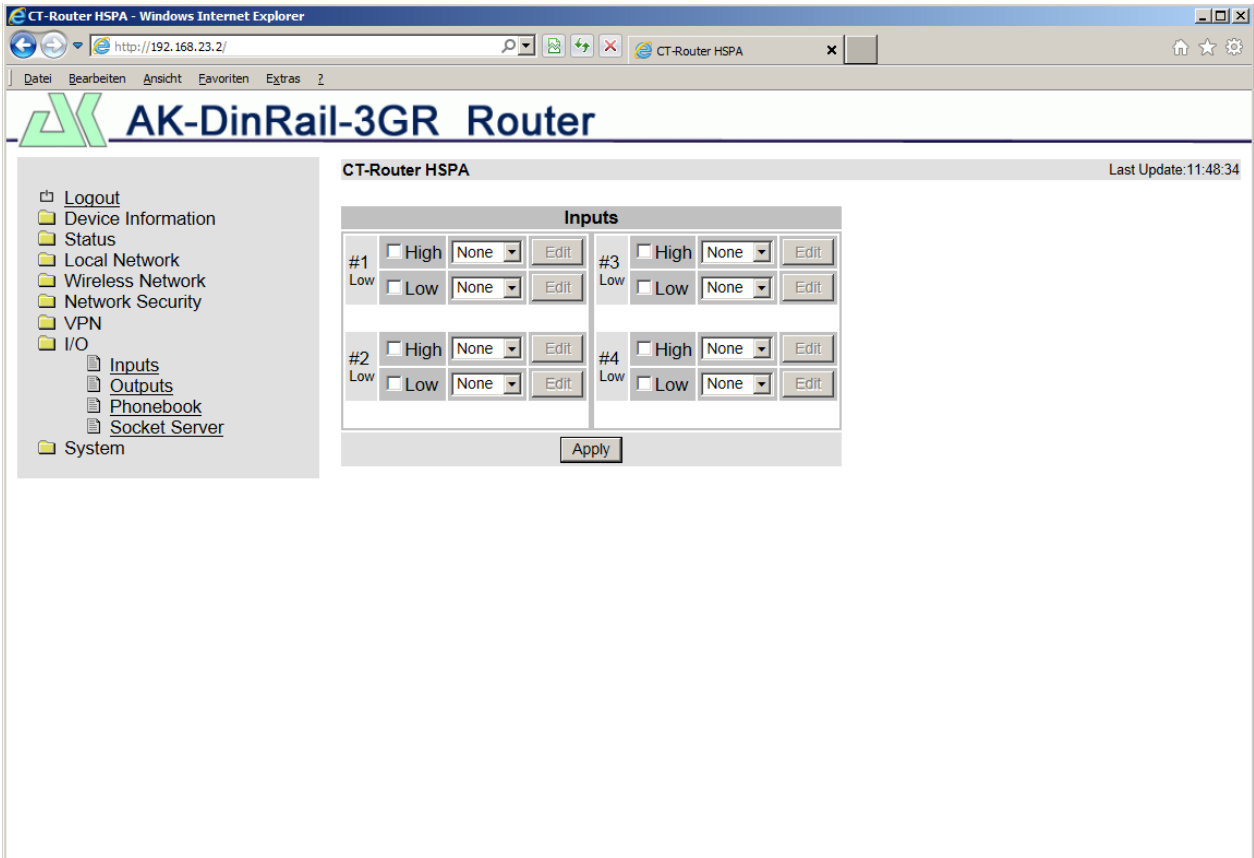 CT-Router HSPA - Windows Internet Explorer
http://192.168.23.2/
CT-Router HSPA
Datei Bearbeiten Ansicht Favoriten Extras ?
AK-DinRail-3GR Router
Logout
Device Information
Status
Local Network
Wireless Network
Network Security
VPN
I/O
Inputs
Outputs
Phonebook
Socket Server
System
CT-Router HSPA Last Update:11:48:34
Inputs
#1 Low
High None Edit
Low None Edit
#3 Low
High None Edit
Low None Edit
#2 Low
High None Edit
Low None Edit
#4 Low
High None Edit
Low None Edit
Apply